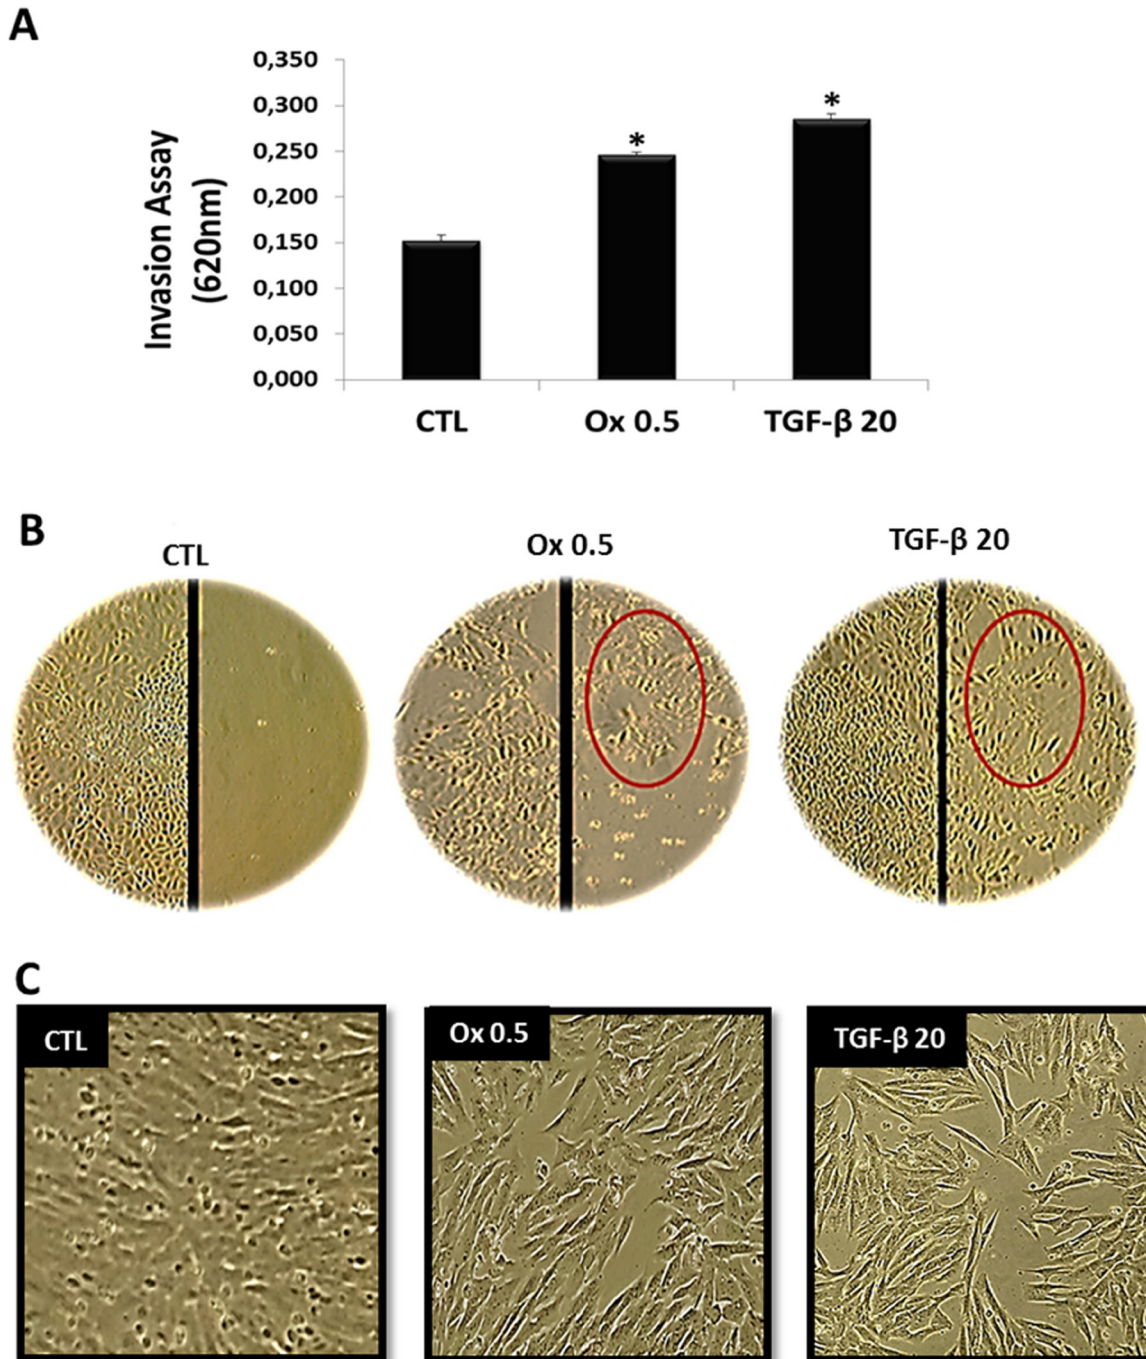 A
0,350
0,300
0,250
0,200
0,150
0,100
0,050
0,000
Invasion Assay
(620nm)
*
*
CTL Ox 0.5 TGF-β 20
B
CTL Ox 0.5 TGF-β 20
C
CTL Ox 0.5 TGF-β 20